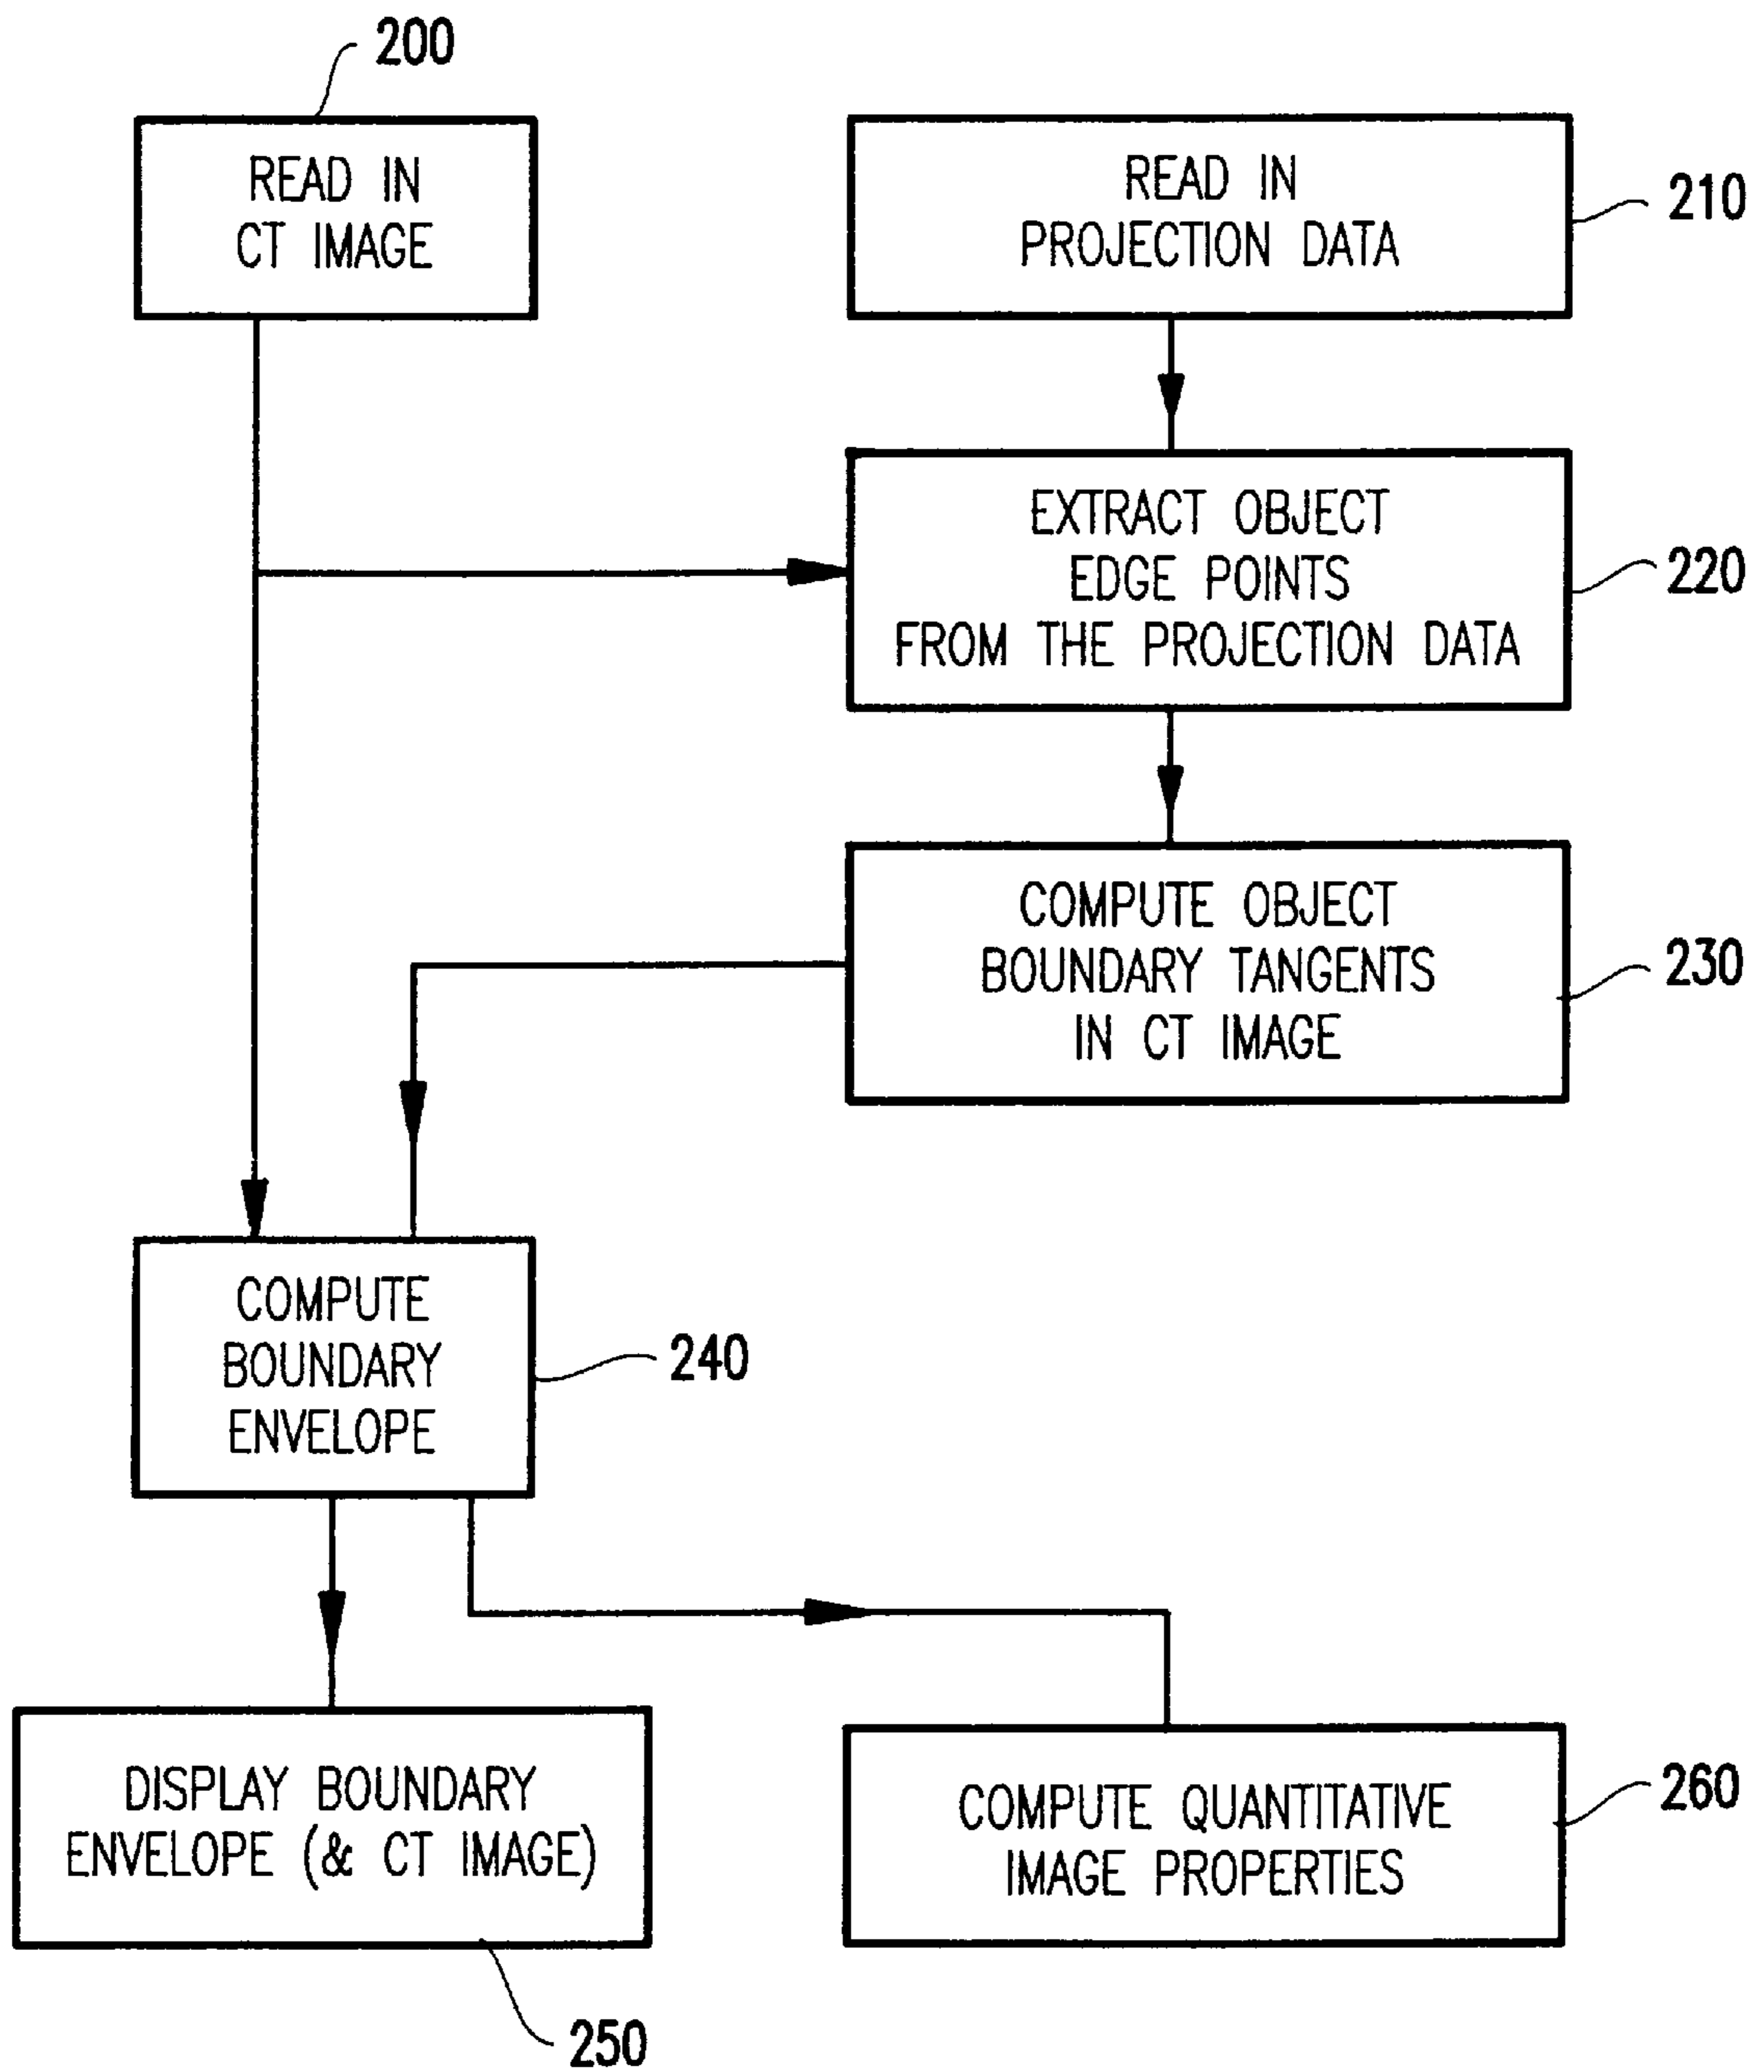 200
READ IN
CT IMAGE
READ IN
PROJECTION DATA
210
EXTRACT OBJECT
EDGE POINTS
FROM THE PROJECTION DATA
220
COMPUTE OBJECT
BOUNDARY TANGENTS
IN CT IMAGE
230
COMPUTE
BOUNDARY
ENVELOPE
240
DISPLAY BOUNDARY
ENVELOPE (& CT IMAGE)
250
COMPUTE QUANTITATIVE
IMAGE PROPERTIES
260